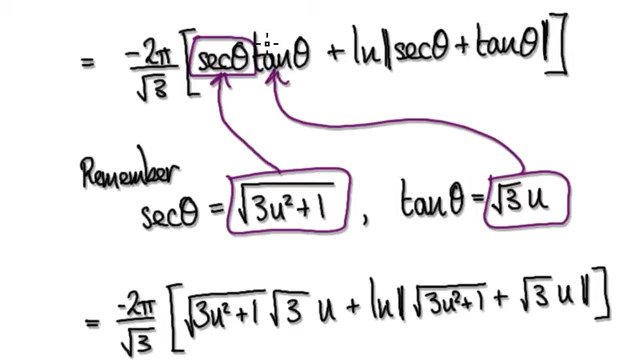 = -2π/√3 [secθ tanθ + ln|secθ + tanθ|]
Remember
secθ = √(3u²+1) , tanθ = √3 u
= -2π/√3 [√(3u²+1) √3 u + ln|√(3u²+1) + √3 u|]